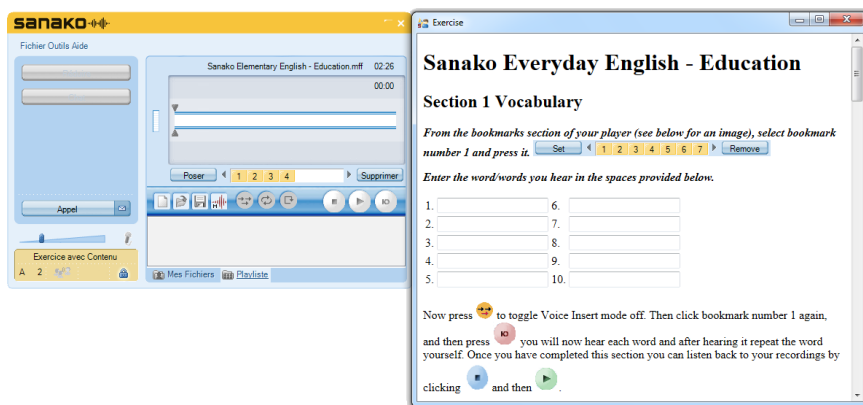 sanako
Fichier Outils Aide
Sanako Elementary English - Education.mff 02:26
00:00
Poser 1 2 3 4 Supprimer
Appel
Exercice avec Contenu
A 2
Mes Fichiers Playliste
Exercise
Sanako Everyday English - Education
Section 1 Vocabulary
From the bookmarks section of your player (see below for an image), select bookmark
number 1 and press it. Set 1 2 3 4 5 6 7 Remove
Enter the word/words you hear in the spaces provided below.
1. 6.
2. 7.
3. 8.
4. 9.
5. 10.
Now press to toggle Voice Insert mode off. Then click bookmark number 1 again,
and then press you will now hear each word and after hearing it repeat the word
yourself. Once you have completed this section you can listen back to your recordings by
clicking and then .